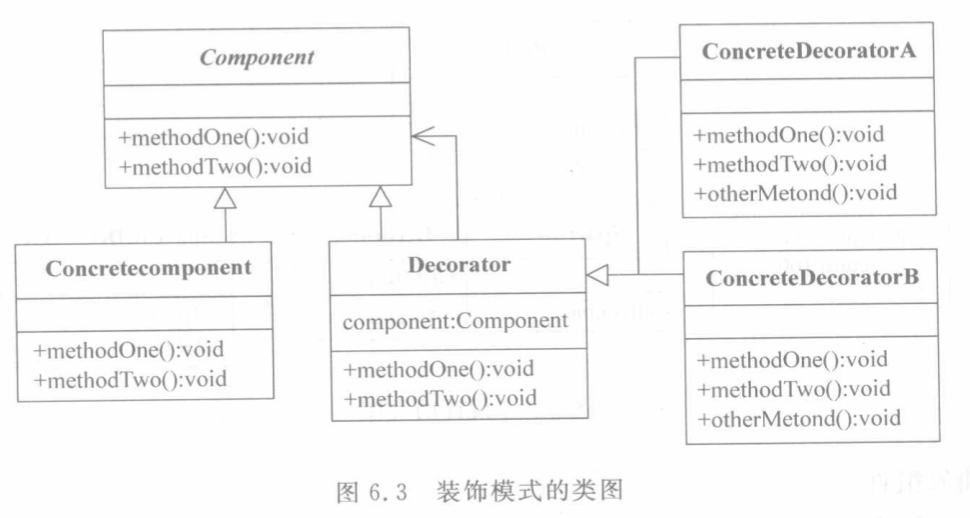 Component
+methodOne():void
+methodTwo():void
ConcreteDecoratorA
+methodOne():void
+methodTwo():void
+otherMetond():void
Concretecomponent
+methodOne():void
+methodTwo():void
Decorator
component:Component
+methodOne():void
+methodTwo():void
ConcreteDecoratorB
+methodOne():void
+methodTwo():void
+otherMetond():void
图 6.3 装饰模式的类图